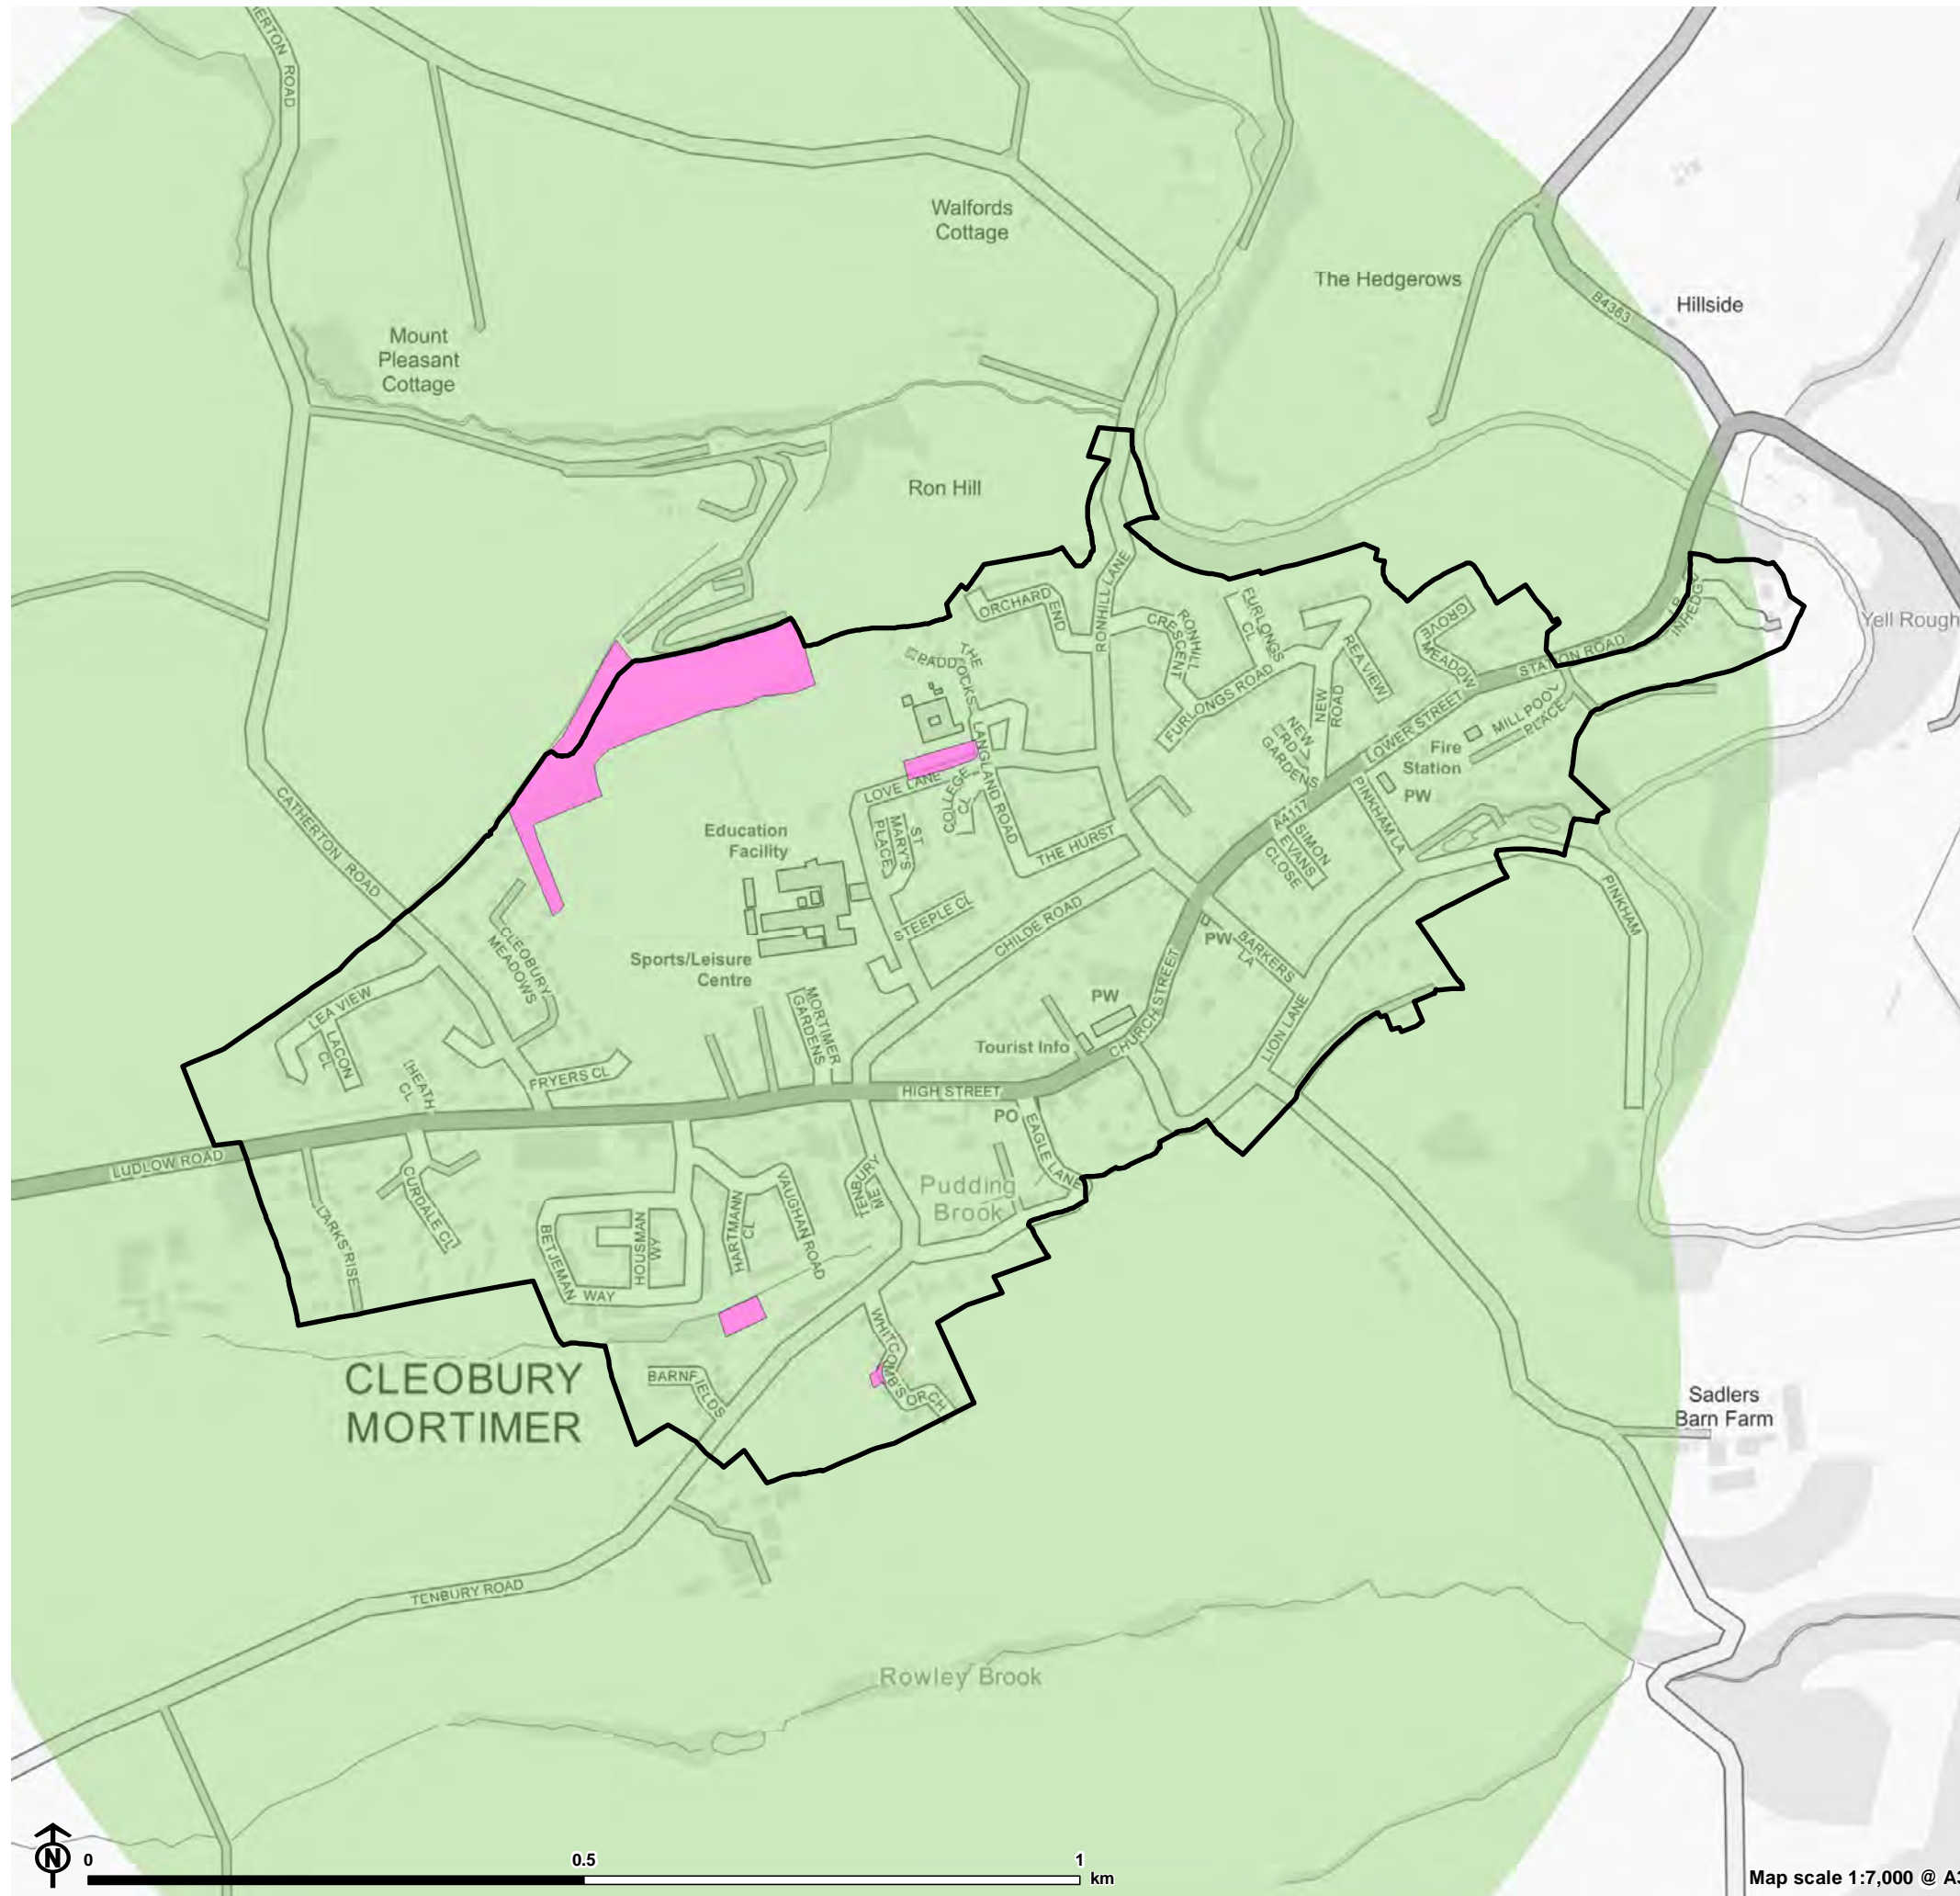 ERTON ROAD
Walfords
Cottage
The Hedgerows
B4363
Hillside
Mount
Pleasant
Cottage
Ron Hill
ORCHARD
END
RONHILL LANE
RONHILL
CRESCENT
FURLONGS
CL
FURLONGS ROAD
REA VIEW
GROVE
MEADOW
STATION ROAD
INHEDGE
Yell Rough
THE
PADDOCKS
NEW
ROAD
NEW
RD
GARDENS
LOWER STREET
MILL POOL
PLACE
Fire
Station
PW
LANGLAND ROAD
LOVE LANE
COLLEGE
CL
ST
MARY'S
PLACE
Education
Facility
THE HURST
A4117
PINKHAM LA
SIMON
EVANS
CLOSE
CATHERTON ROAD
PINKHAM
STEEPLE CL
CHILDE ROAD
PW
BARKERS
LA
CLEOBURY
MEADOWS
Sports/Leisure
Centre
LEA VIEW
LACON
CL
MORTIMER
GARDENS
PW
CHURCH STREET
LION LANE
Tourist Info
HEATH
CL
FRYERS CL
HIGH STREET
PO
EAGLE LANE
LUDLOW ROAD
CURDALE CL
LARKS RISE
TENBURY
ME
Pudding
Brook
BETJEMAN
WAY
HOUSMAN
WY
HARTMANN
CL
VAUGHAN ROAD
WHITCOMB'S ORCH
CLEOBURY
MORTIMER
BARNFIELDS
Sadlers
Barn Farm
TENBURY ROAD
Rowley Brook
N
0
0.5
1
km
Map scale 1:7,000 @ A